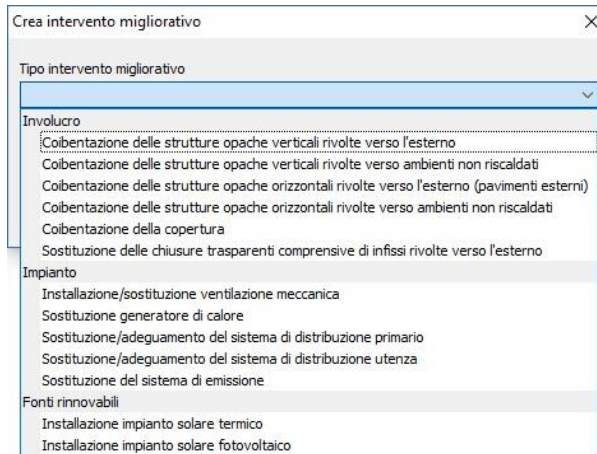 Crea intervento migliorativo
Tipo intervento migliorativo
Involucro
Coibentazione delle strutture opache verticali rivolte verso l'esterno
Coibentazione delle strutture opache verticali rivolte verso ambienti non riscaldati
Coibentazione delle strutture opache orizzontali rivolte verso l'esterno (pavimenti esterni)
Coibentazione delle strutture opache orizzontali rivolte verso ambienti non riscaldati
Coibentazione della copertura
Sostituzione delle chiusure trasparenti comprensive di infissi rivolte verso l'esterno
Impianto
Installazione/sostituzione ventilazione meccanica
Sostituzione generatore di calore
Sostituzione/adeguamento del sistema di distribuzione primario
Sostituzione/adeguamento del sistema di distribuzione utenza
Sostituzione del sistema di emissione
Fonti rinnovabili
Installazione impianto solare termico
Installazione impianto solare fotovoltaico